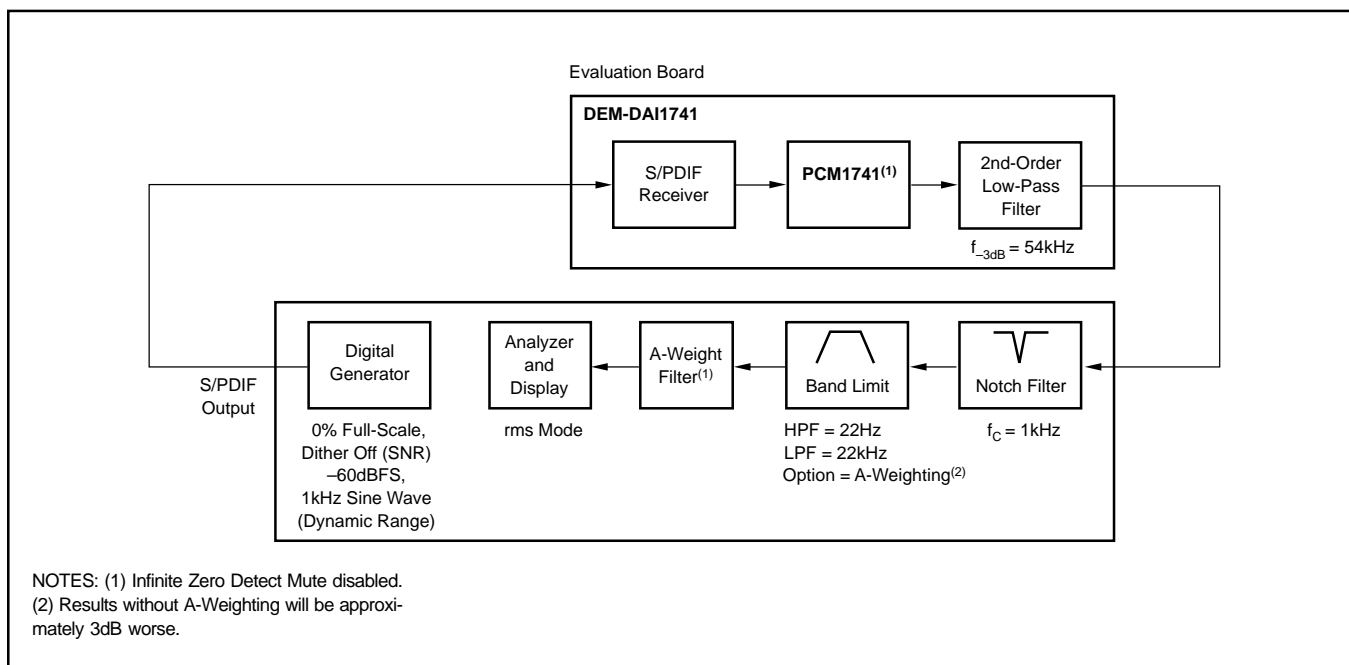 Evaluation Board
DEM-DAI1741
S/PDIF
Receiver
PCM1741(1)
2nd-Order
Low-Pass
Filter
f–3dB = 54kHz
S/PDIF
Output
Digital
Generator
0% Full-Scale,
Dither Off (SNR)
–60dBFS,
1kHz Sine Wave
(Dynamic Range)
Analyzer
and
Display
rms Mode
A-Weight
Filter(1)
Band Limit
HPF = 22Hz
LPF = 22kHz
Option = A-Weighting(2)
Notch Filter
fC = 1kHz
NOTES: (1) Infinite Zero Detect Mute disabled.
(2) Results without A-Weighting will be approxi-
mately 3dB worse.